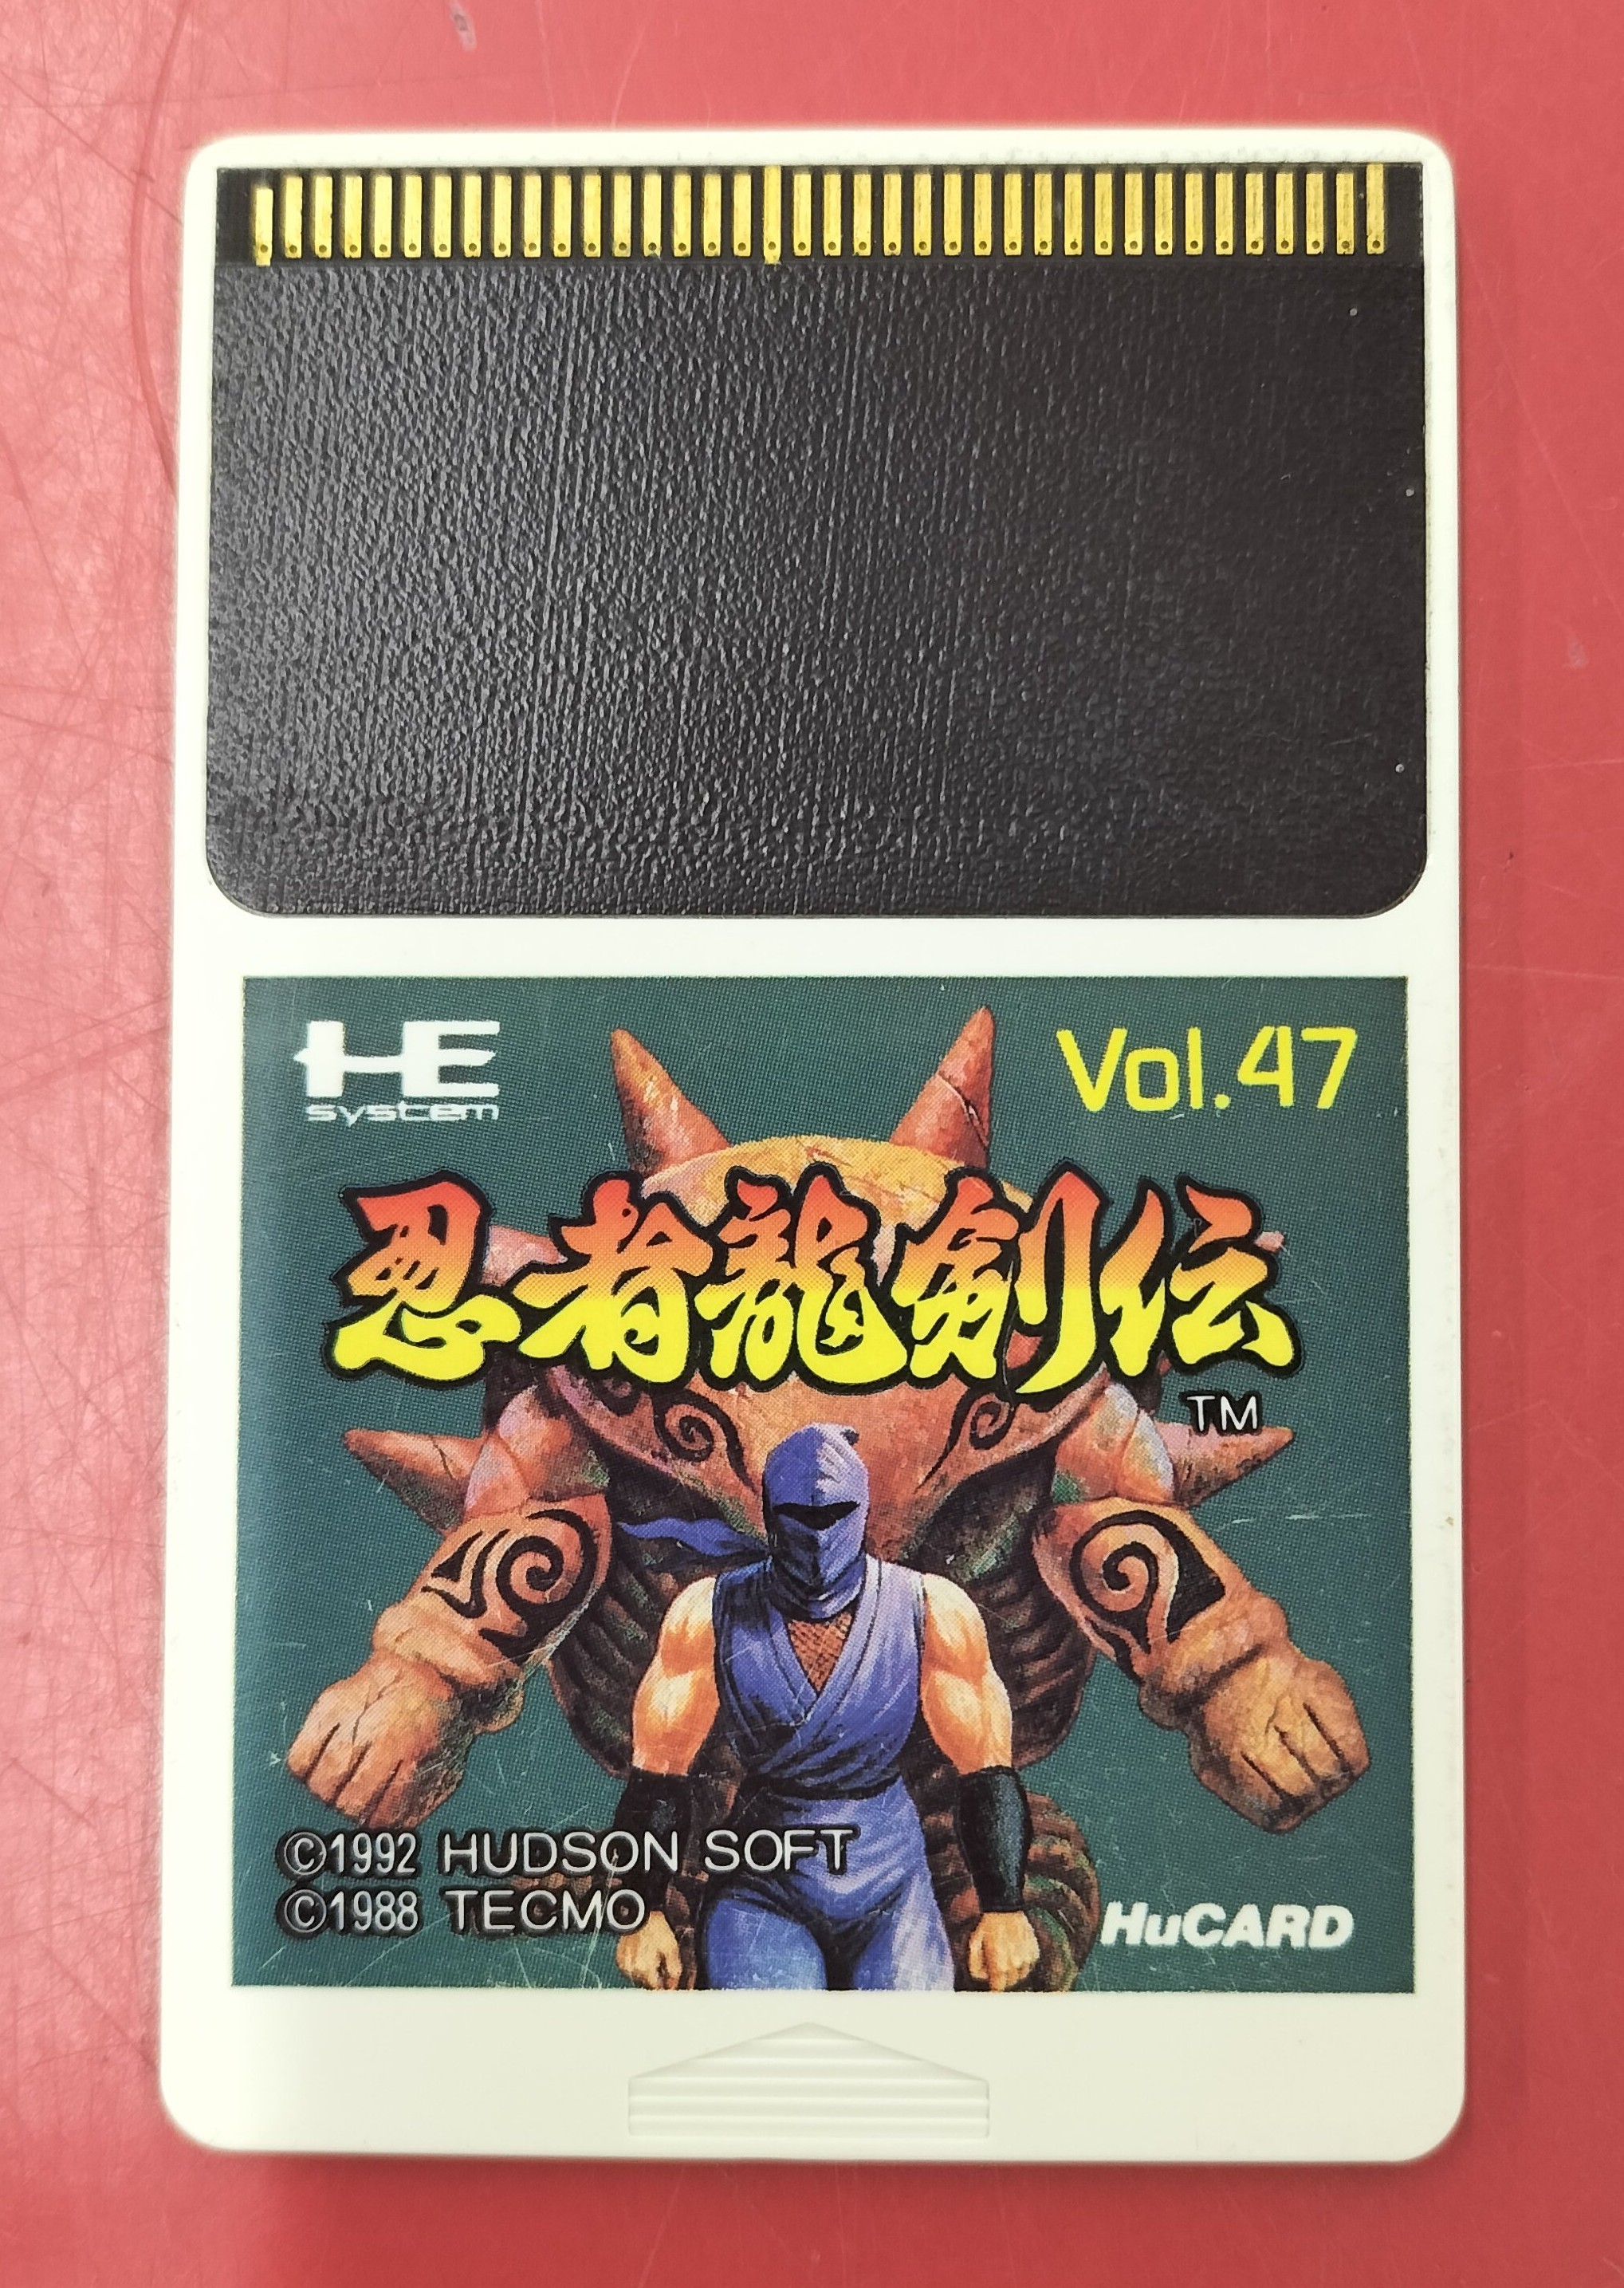 HE
system
Vol.47
忍者龍剣伝
TM
©1992 HUDSON SOFT
©1988 TECMO
HuCARD